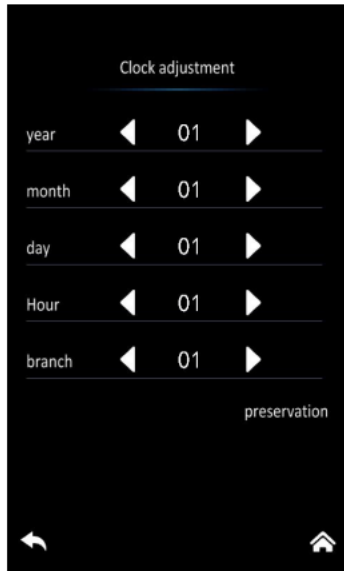 Clock adjustment
year 01
month 01
day 01
Hour 01
branch 01
preservation